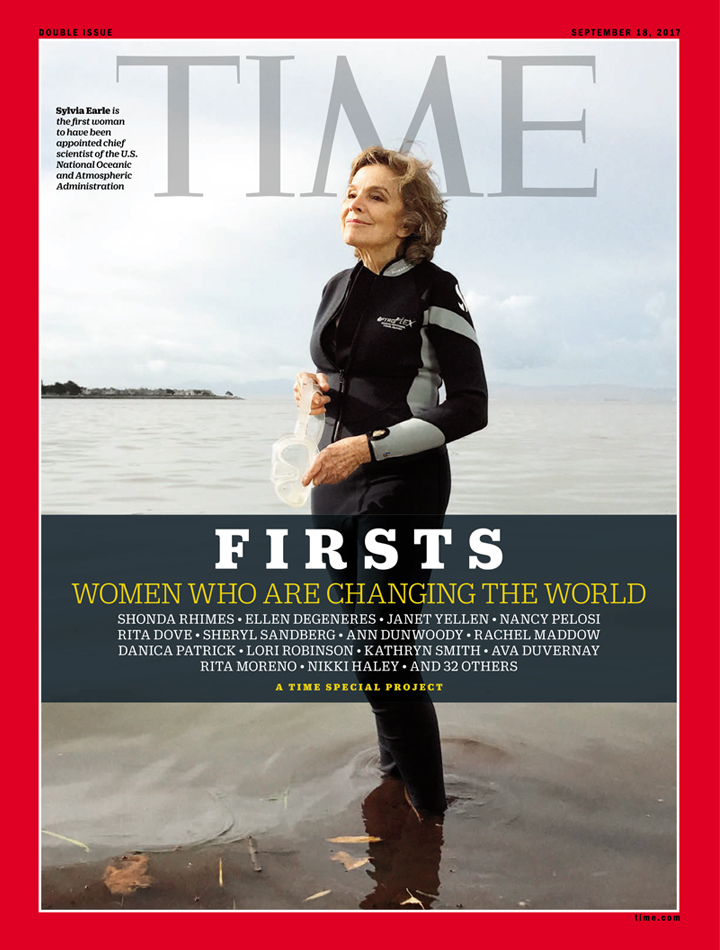 DOUBLE ISSUE
SEPTEMBER 18, 2017
TIME
Sylvia Earle is
the first woman
to have been
appointed chief
scientist of the U.S.
National Oceanic
and Atmospheric
Administration
FIRSTS
WOMEN WHO ARE CHANGING THE WORLD
SHONDA RHIMES • ELLEN DEGENERES • JANET YELLEN • NANCY PELOSI
RITA DOVE • SHERYL SANDBERG • ANN DUNWOODY • RACHEL MADDOW
DANICA PATRICK • LORI ROBINSON • KATHRYN SMITH • AVA DUVERNAY
RITA MORENO • NIKKI HALEY • AND 32 OTHERS
A TIME SPECIAL PROJECT
time.com